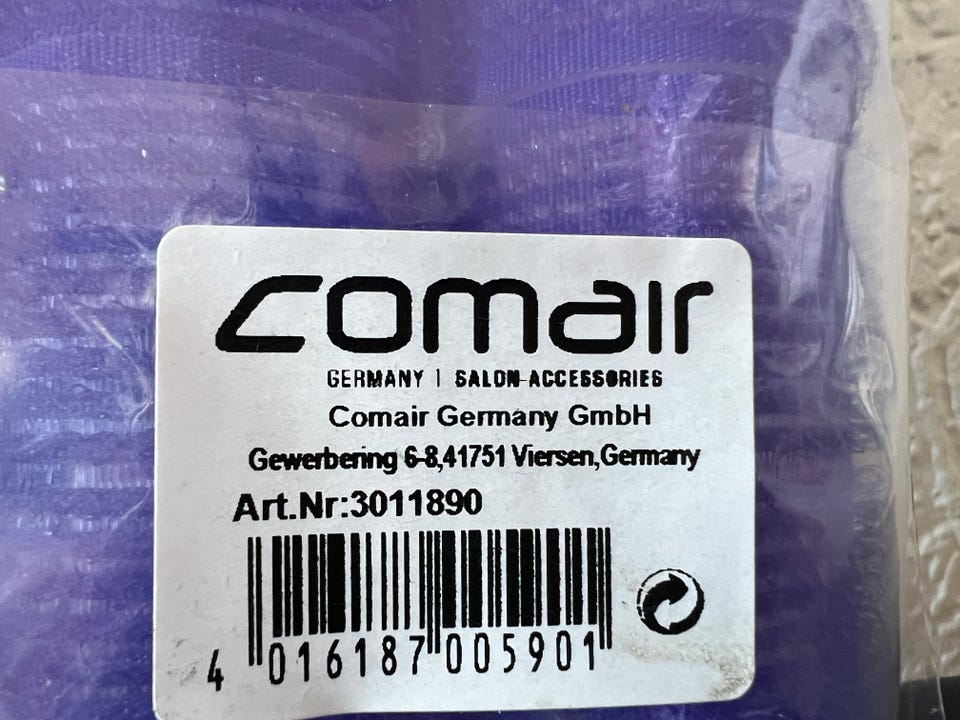 comair
GERMANY | SALON-ACCESSORIES
Comair Germany GmbH
Gewerbering 6-8,41751 Viersen,Germany
Art.Nr:3011890
4 016187 005901